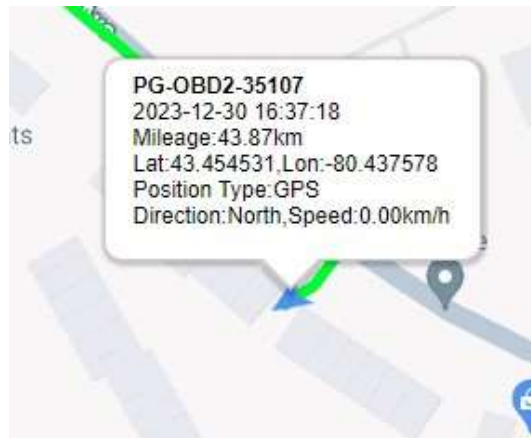 ts
PG-OBD2-35107
2023-12-30 16:37:18
Mileage:43.87km
Lat:43.454531,Lon:-80.437578
Position Type:GPS
Direction:North,Speed:0.00km/h
e